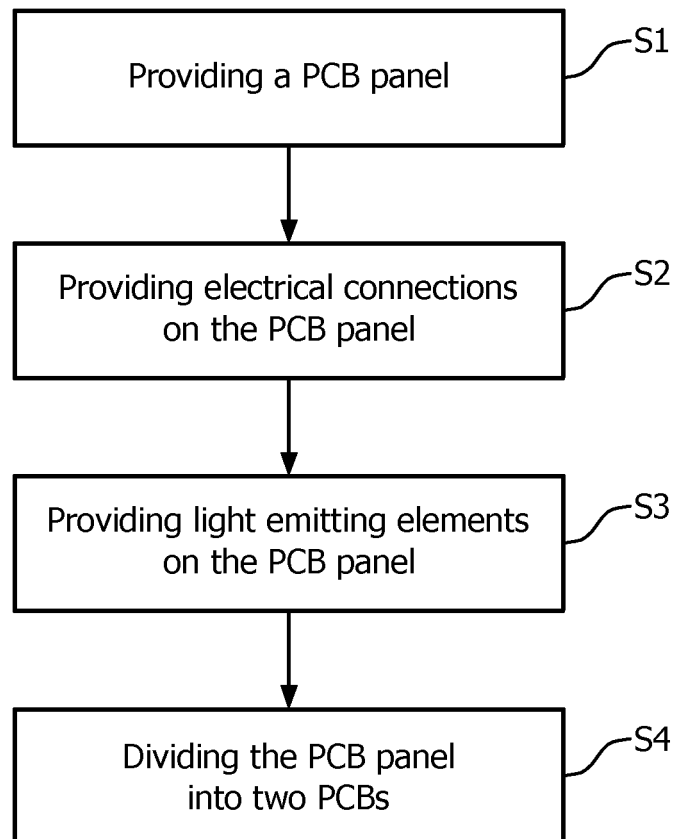 Providing a PCB panel
S1
Providing electrical connections
on the PCB panel
S2
Providing light emitting elements
on the PCB panel
S3
Dividing the PCB panel
into two PCBs
S4